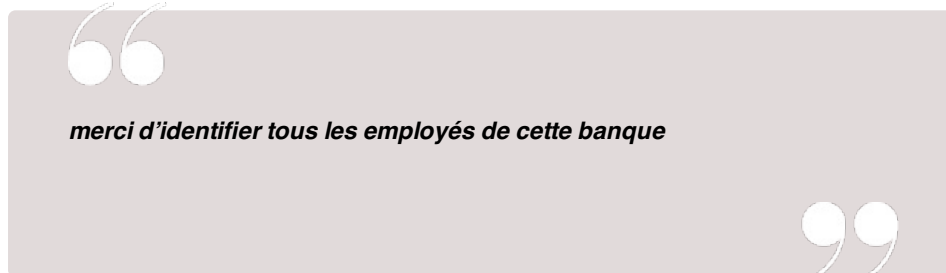 merci d’identifier tous les employés de cette banque